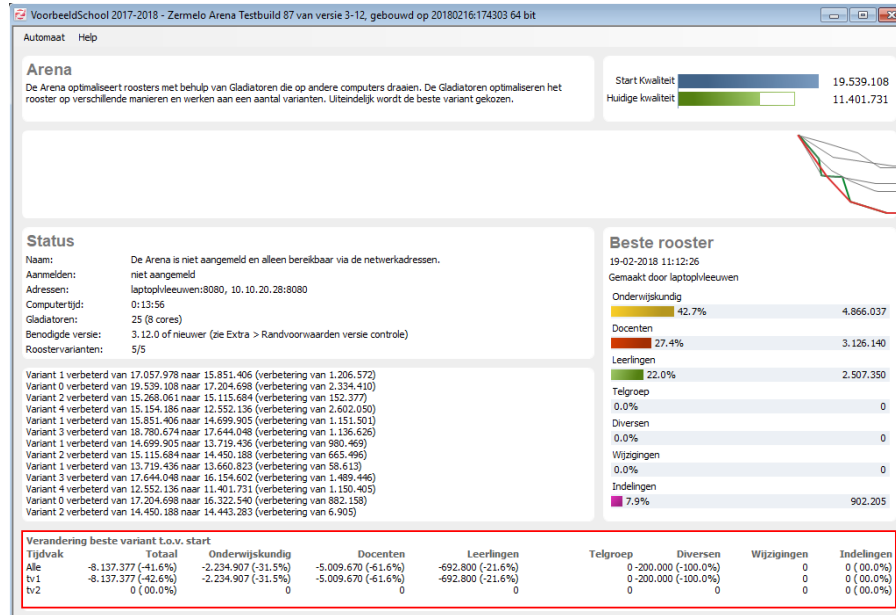 VoorbeeldSchool 2017-2018 - Zermelo Arena Testbuild 87 van versie 3-12, gebouwd op 20180216:174303 64 bit
Automaat Help
Arena
De Arena optimaliseert roosters met behulp van Gladiatoren die op andere computers draaien. De Gladiatoren optimaliseren het
rooster op verschillende manieren en werken aan een aantal varianten. Uiteindelijk wordt de beste variant gekozen.
Start Kwaliteit 19.539.108
Huidige kwaliteit 11.401.731
Status
Naam: De Arena is niet aangemeld en alleen bereikbaar via de netwerkadressen.
Aanmelden: niet aangemeld
Adressen: laptoplvleeuwen:8080, 10.10.20.28:8080
Computertijd: 0:13:56
Gladiatoren: 25 (8 cores)
Benodigde versie: 3.12.0 of nieuwer (zie Extra > Randvoorwaarden versie controle)
Roostervarianten: 5/5
Variant 1 verbeterd van 17.057.978 naar 15.851.406 (verbetering van 1.206.572)
Variant 0 verbeterd van 19.539.108 naar 17.204.698 (verbetering van 2.334.410)
Variant 2 verbeterd van 15.268.061 naar 15.115.684 (verbetering van 152.377)
Variant 4 verbeterd van 15.154.186 naar 12.552.136 (verbetering van 2.602.050)
Variant 1 verbeterd van 15.851.406 naar 14.699.905 (verbetering van 1.151.501)
Variant 3 verbeterd van 18.780.674 naar 17.644.048 (verbetering van 1.136.626)
Variant 1 verbeterd van 14.699.905 naar 13.719.436 (verbetering van 980.469)
Variant 2 verbeterd van 15.115.684 naar 14.450.188 (verbetering van 665.496)
Variant 1 verbeterd van 13.719.436 naar 13.660.823 (verbetering van 58.613)
Variant 3 verbeterd van 17.644.048 naar 16.154.602 (verbetering van 1.489.446)
Variant 4 verbeterd van 12.552.136 naar 11.401.731 (verbetering van 1.150.405)
Variant 0 verbeterd van 17.204.698 naar 16.322.540 (verbetering van 882.158)
Variant 2 verbeterd van 14.450.188 naar 14.443.283 (verbetering van 6.905)
Beste rooster
19-02-2018 11:12:26
Gemaakt door laptoplvleeuwen
Onderwijskundig
42.7% 4.866.037
Docenten
27.4% 3.126.140
Leerlingen
22.0% 2.507.350
Telgroep
0.0% 0
Diversen
0.0% 0
Wijzigingen
0.0% 0
Indelingen
7.9% 902.205
Verandering beste variant t.o.v. start
Tijdvak Totaal Onderwijskundig Docenten Leerlingen Telgroep Diversen Wijzigingen Indelingen
Alle -8.137.377 (-41.6%) -2.234.907 (-31.5%) -5.009.670 (-61.6%) -692.800 (-21.6%) 0 -200.000 (-100.0%) 0 0 ( 00.0%)
tv1 -8.137.377 (-42.6%) -2.234.907 (-31.5%) -5.009.670 (-61.6%) -692.800 (-21.6%) 0 -200.000 (-100.0%) 0 0 ( 00.0%)
tv2 0 ( 00.0%) 0 0 0 0 0 0 0 ( 00.0%)